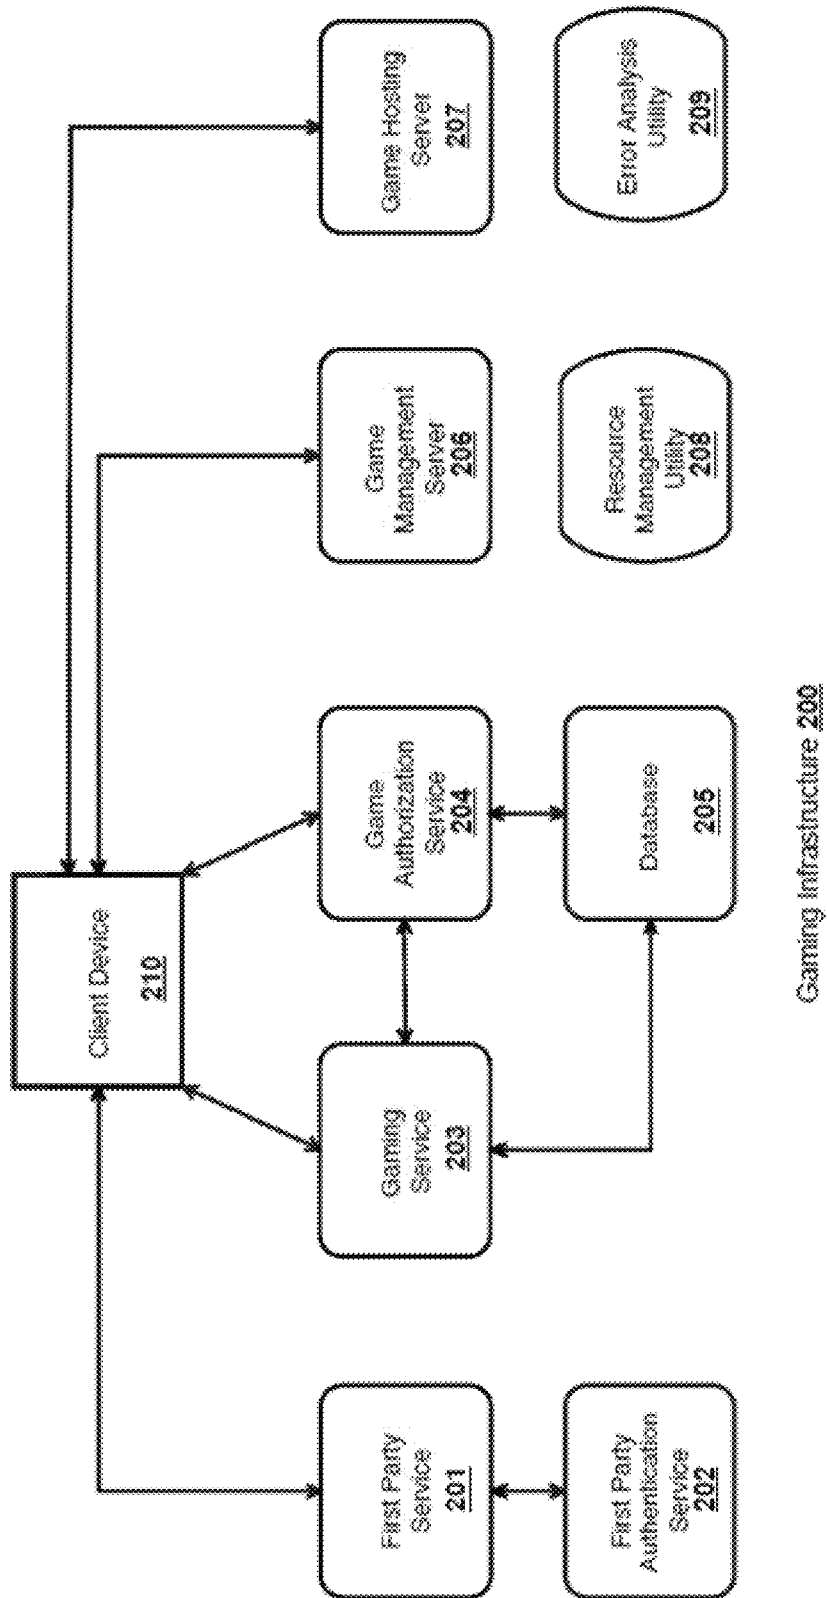 Client Device
210
First Party
Service
201
Gaming
Service
203
Game
Authorization
Service
204
Game
Management
Server
206
Game Hosting
Server
207
First Party
Authentication
Service
202
Database
205
Resource
Management
Utility
208
Error Analysis
Utility
209
Gaming Infrastructure 200